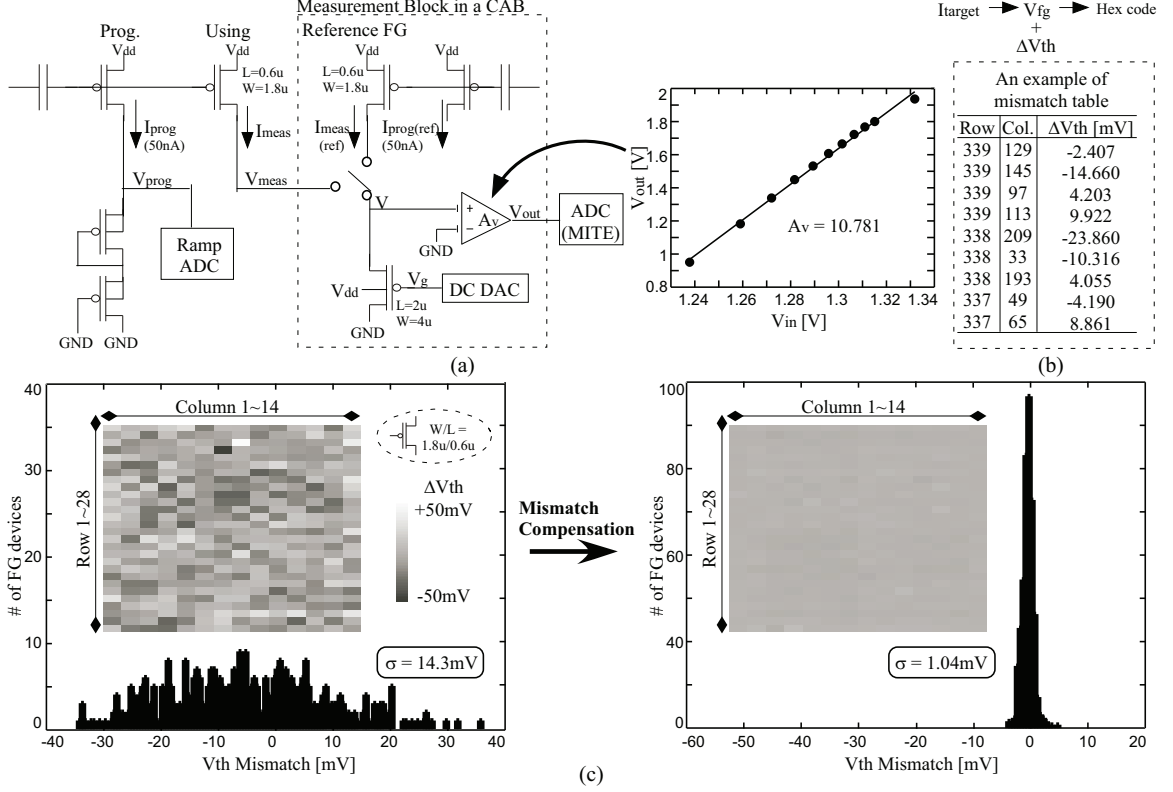 Measurement Block in a CAB
Prog.
Using
Reference FG
Vdd
Vdd
Vdd
Vdd
L=0.6u
W=1.8u
L=0.6u
W=1.8u
Iprog
(50nA)
Imeas
Imeas
(ref)
Iprog(ref)
(50nA)
Vprog
Vmeas
V
Ramp
ADC
+
−
Av
GND
Vout
ADC
(MITE)
Vdd
Vg
DC DAC
L=2u
W=4u
GND
GND GND
(a)
Vout [V]
2
1.8
1.6
1.4
1.2
1
0.8
Av = 10.781
1.24 1.26 1.28 1.3 1.32 1.34
Vin [V]
Itarget Vfg Hex code
+
ΔVth
An example of
mismatch table
Row Col. ΔVth [mV]
339 129 -2.407
339 145 -14.660
339 97 4.203
339 113 9.922
338 209 -23.860
338 33 -10.316
338 193 4.055
337 49 -4.190
337 65 8.861
(b)
# of FG devices
40
30
20
10
0
Column 1~14
Row 1~28
W/L =
1.8u/0.6u
ΔVth
+50mV
-50mV
σ = 14.3mV
-40 -30 -20 -10 0 10 20 30 40
Vth Mismatch [mV]
Mismatch
Compensation
# of FG devices
100
80
60
40
20
0
Column 1~14
Row 1~28
σ = 1.04mV
-60 -50 -40 -30 -20 -10 0 10 20
Vth Mismatch [mV]
(c)